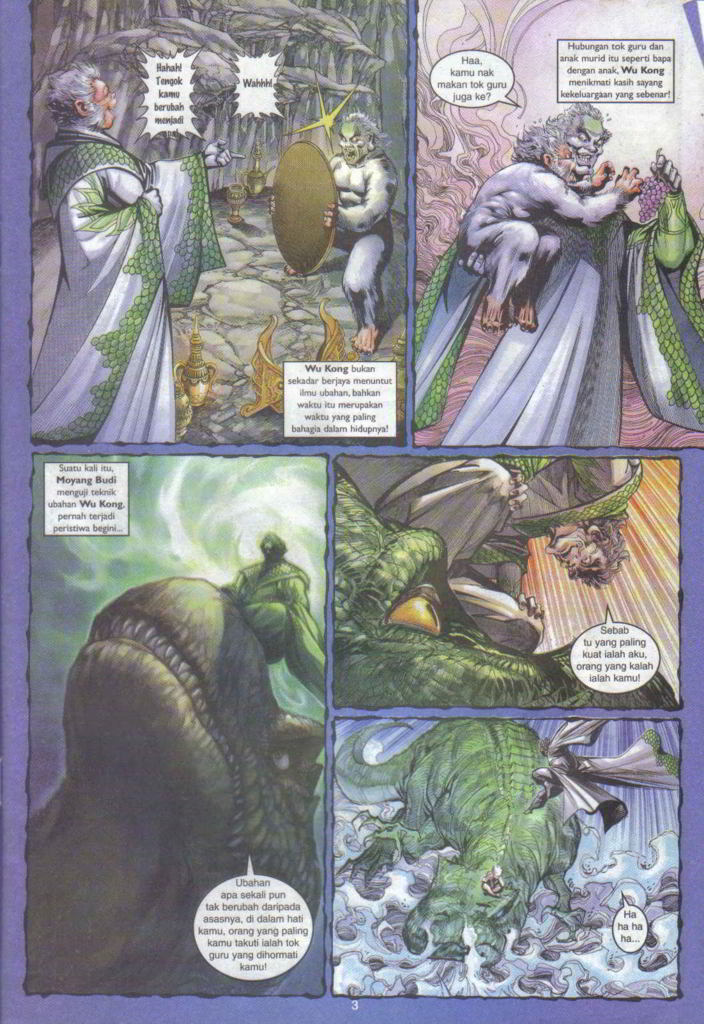 Hahah!
Tengok
kamu
berubah
menjadi
apa!
Wahhh!
Wu Kong bukan
sekadar berjaya menuntut
ilmu ubahan, bahkan
waktu itu merupakan
waktu yang paling
bahagia dalam hidupnya!
Haa,
kamu nak
makan tok guru
juga ke?
Hubungan tok guru dan
anak murid itu seperti bapa
dengan anak, Wu Kong
menikmati kasih sayang
kekeluargaan yang sebenar!
Suatu kali itu,
Moyang Budi
menguji teknik
ubahan Wu Kong,
pernah terjadi
peristiwa begini...
Ubahan
apa sekali pun
tak berubah daripada
asasnya, di dalam hati
kamu, orang yang paling
kamu takuti ialah tok
guru yang dihormati
kamu!
Sebab
tu yang paling
kuat ialah aku,
orang yang kalah
ialah kamu!
Ha
ha ha
ha...
3